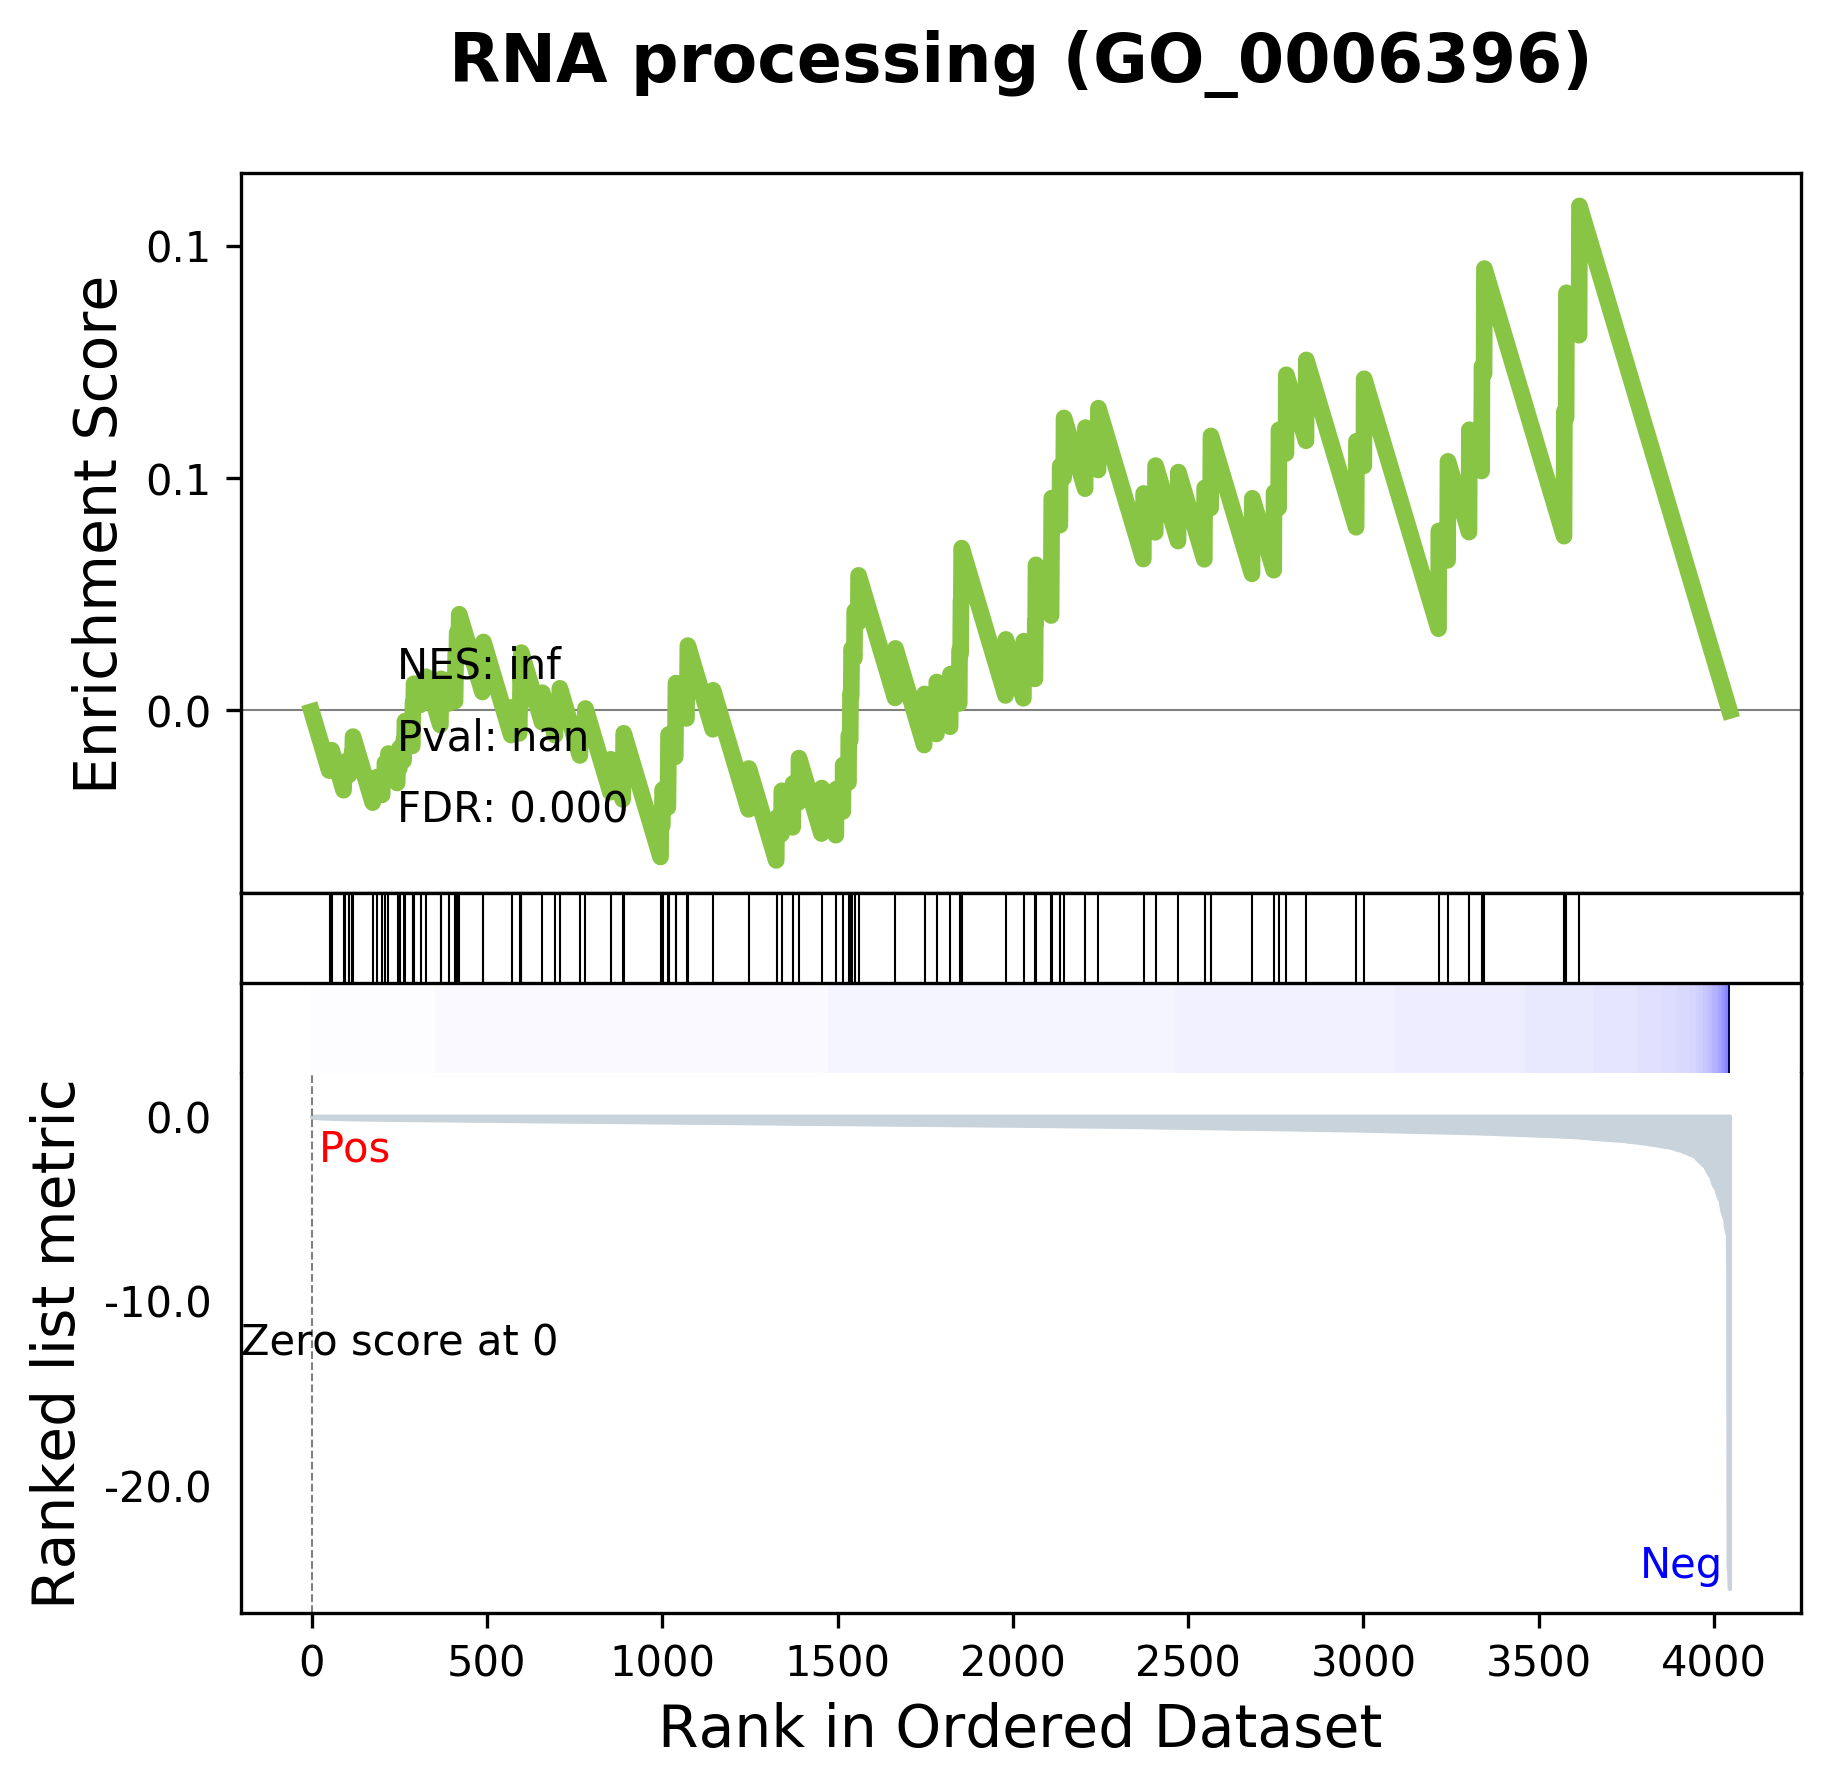 RNA processing (GO_0006396)
Enrichment Score
0.1
0.1
0.0
NES: inf
Pval: nan
FDR: 0.000
Ranked list metric
0.0
-10.0
-20.0
Pos
Zero score at 0
Neg
0 500 1000 1500 2000 2500 3000 3500 4000
Rank in Ordered Dataset